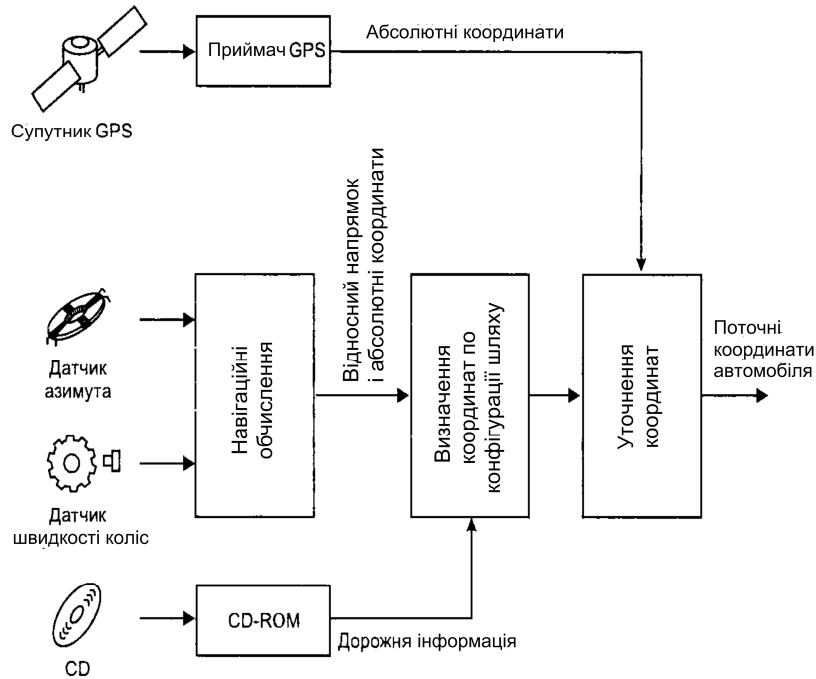 Супутник GPS
Приймач GPS
Абсолютні координати
Датчик
азимута
Датчик
швидкості коліс
Навігаційні
обчислення
Відносний напрямок
і абсолютні координати
Визначення
координат по
конфігурації шляху
Уточнення
координат
Поточні
координати
автомобіля
CD
CD-ROM
Дорожня інформація